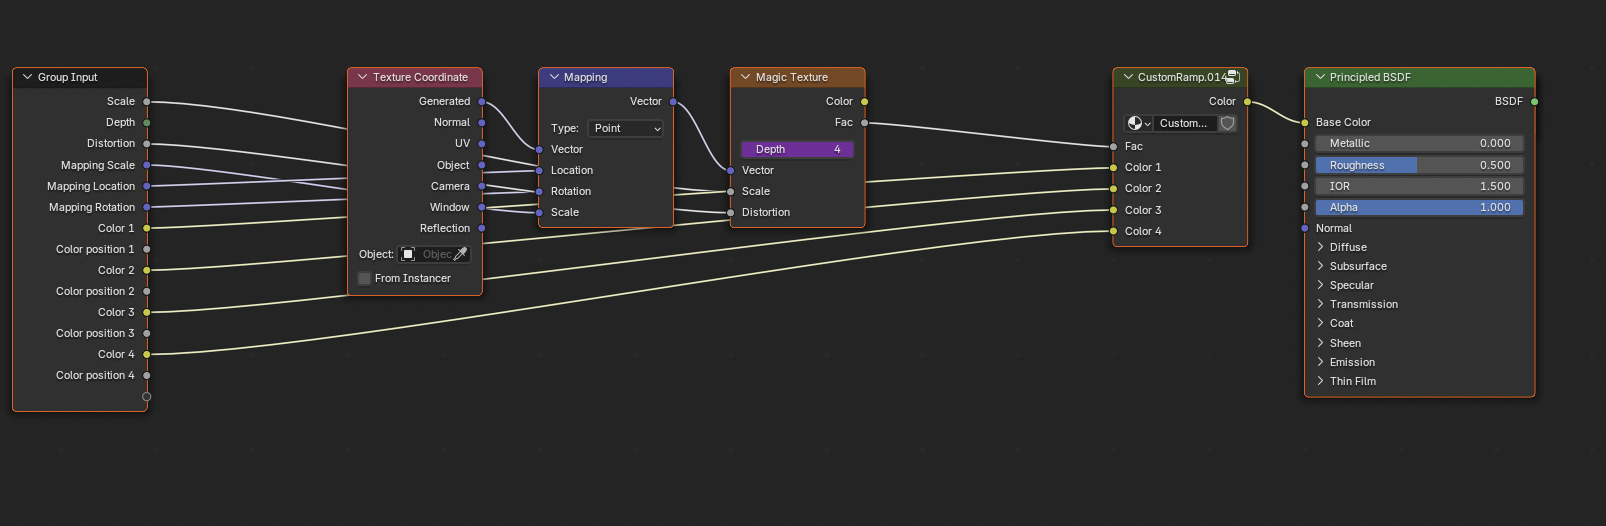 Group Input
Scale
Depth
Distortion
Mapping Scale
Mapping Location
Mapping Rotation
Color 1
Color position 1
Color 2
Color position 2
Color 3
Color position 3
Color 4
Color position 4
Texture Coordinate
Generated
Normal
UV
Object
Camera
Window
Reflection
Object: Objec
From Instancer
Mapping
Vector
Type: Point
Vector
Location
Rotation
Scale
Magic Texture
Color
Fac
Depth 4
Vector
Scale
Distortion
CustomRamp.014
Color
Custom...
Fac
Color 1
Color 2
Color 3
Color 4
Principled BSDF
BSDF
Base Color
Metallic 0.000
Roughness 0.500
IOR 1.500
Alpha 1.000
Normal
Diffuse
Subsurface
Specular
Transmission
Coat
Sheen
Emission
Thin Film